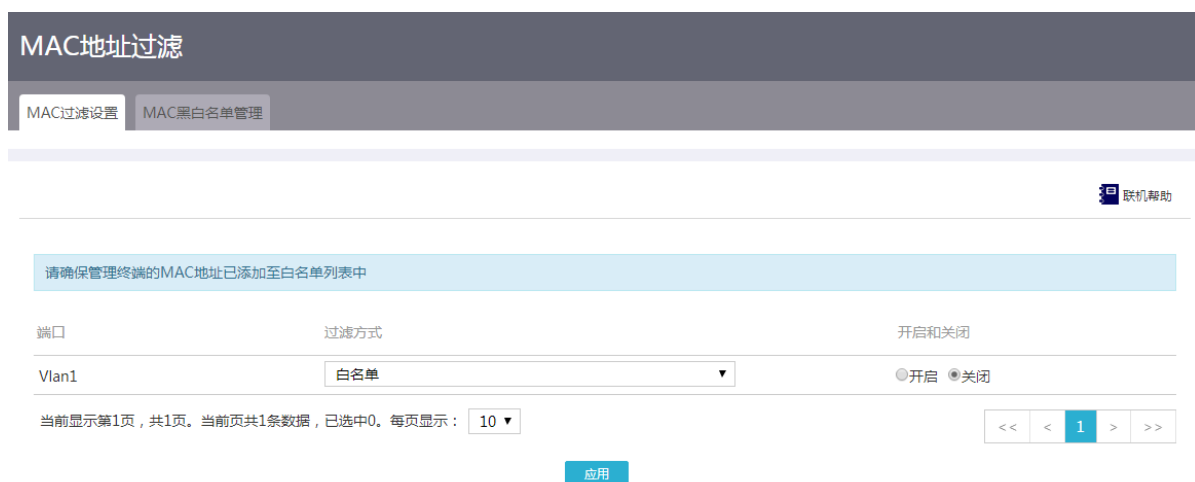 MAC地址过滤
MAC过滤设置 MAC黑白名单管理
联机帮助
请确保管理终端的MAC地址已添加至白名单列表中
端口 过滤方式 开启和关闭
Vlan1 白名单 开启 关闭
当前显示第1页，共1页。当前页共1条数据，已选中0。每页显示： 10 << < 1 > >>
应用